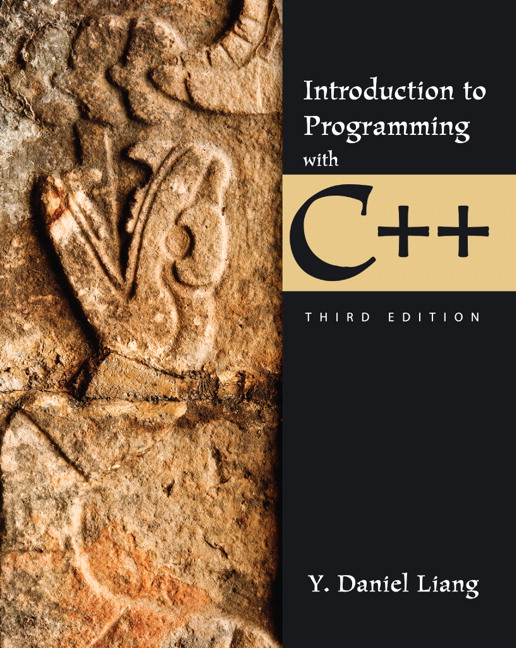 Introduction to
Programming
with
C++
THIRD EDITION
Y. Daniel Liang